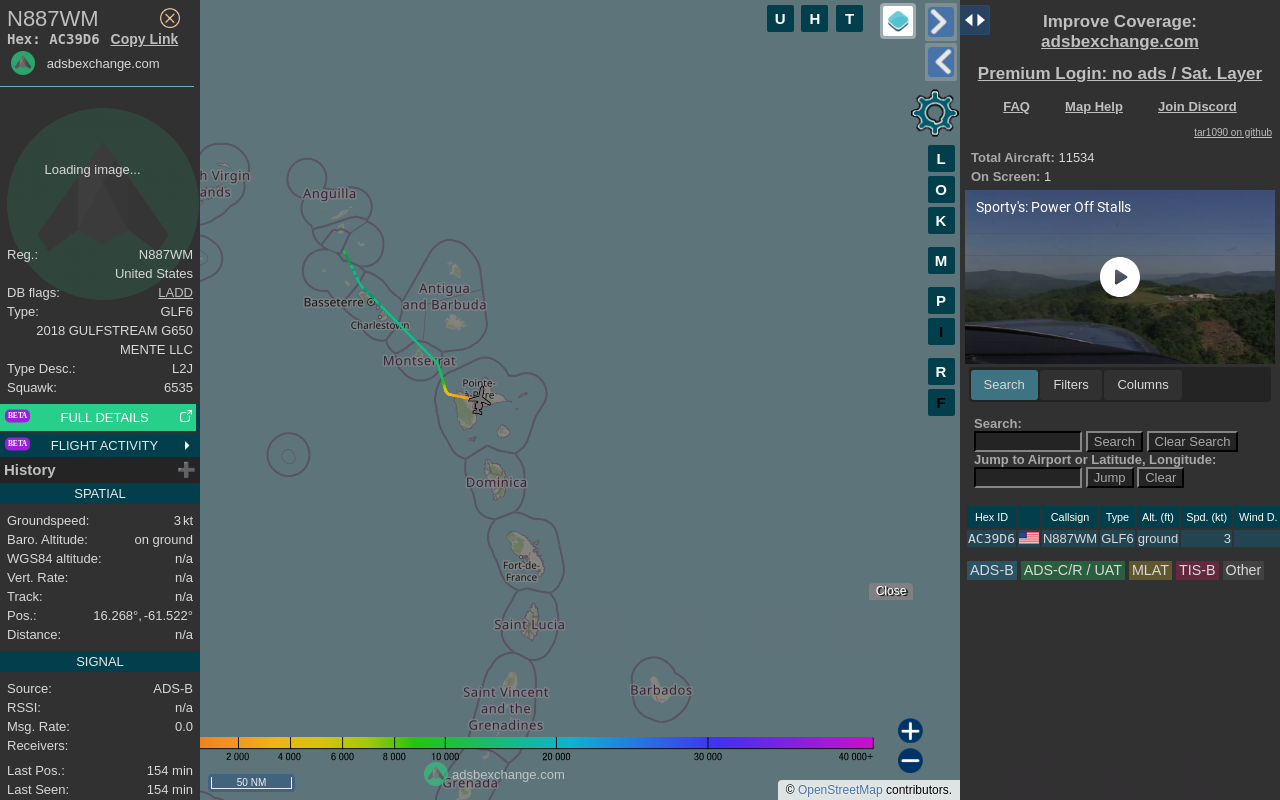 N887WM
Hex: AC39D6 Copy Link
adsbexchange.com
Loading image...
Reg.: N887WM
United States
DB flags: LADD
Type: GLF6
2018 GULFSTREAM G650
MENTE LLC
Type Desc.: L2J
Squawk: 6535
BETA FULL DETAILS
BETA FLIGHT ACTIVITY
History
SPATIAL
Groundspeed: 3 kt
Baro. Altitude: on ground
WGS84 altitude: n/a
Vert. Rate: n/a
Track: n/a
Pos.: 16.268°, -61.522°
Distance: n/a
SIGNAL
Source: ADS-B
RSSI: n/a
Msg. Rate: 0.0
Receivers:
Last Pos.: 154 min
Last Seen: 154 min
U H T
L
O
K
M
P
I
R
F
h Virgin
ands
Anguilla
Antigua
and Barbuda
Basseterre
Charlestown
Montserrat
Pointe-
Dominica
Fort-de-
France
Saint Lucia
Saint Vincent
and the
Grenadines
Barbados
Grenada
Close
2 000 4 000 6 000 8 000 10 000 20 000 30 000 40 000+
50 NM
adsbexchange.com
© OpenStreetMap contributors.
Improve Coverage:
adsbexchange.com
Premium Login: no ads / Sat. Layer
FAQ Map Help Join Discord
tar1090 on github
Total Aircraft: 11534
On Screen: 1
Sporty's: Power Off Stalls
Search Filters Columns
Search:
Search Clear Search
Jump to Airport or Latitude, Longitude:
Jump Clear
Hex ID Callsign Type Alt. (ft) Spd. (kt) Wind D.
AC39D6 N887WM GLF6 ground 3
ADS-B ADS-C/R / UAT MLAT TIS-B Other